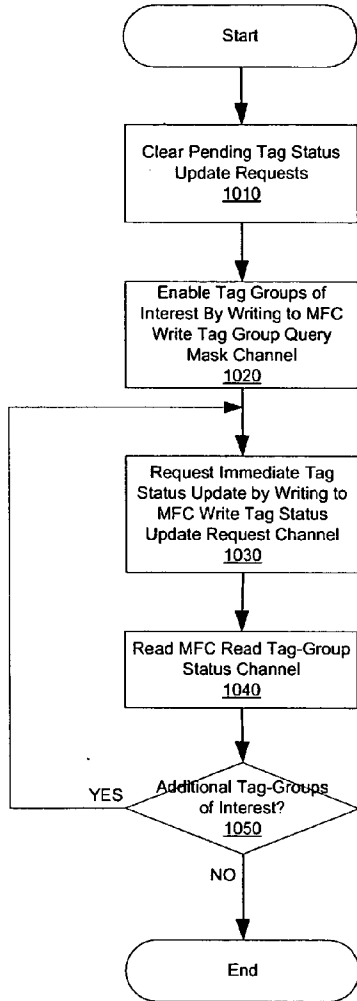 Start
Clear Pending Tag Status
Update Requests
1010
Enable Tag Groups of
Interest By Writing to MFC
Write Tag Group Query
Mask Channel
1020
Request Immediate Tag
Status Update by Writing to
MFC Write Tag Status
Update Request Channel
1030
Read MFC Read Tag-Group
Status Channel
1040
Additional Tag-Groups
of Interest?
1050
YES
NO
End